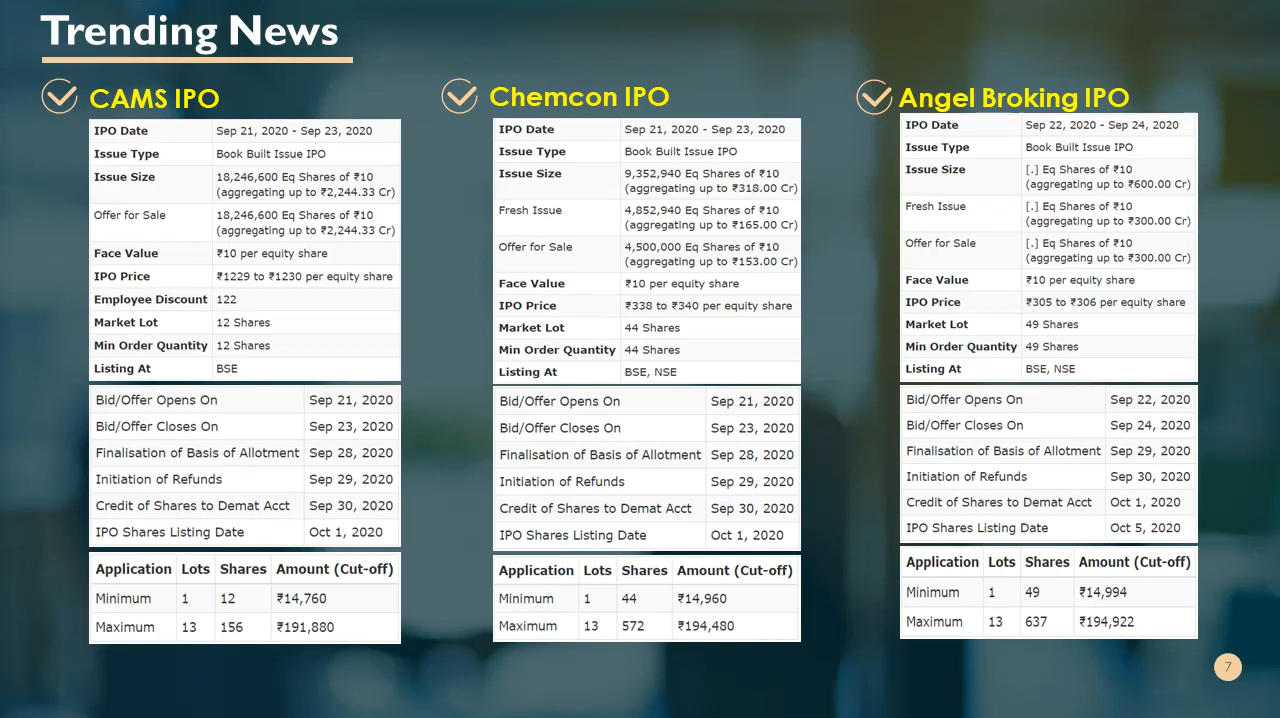 Trending News
CAMS IPO
IPO Date Sep 21, 2020 - Sep 23, 2020
Issue Type Book Built Issue IPO
Issue Size 18,246,600 Eq Shares of ₹10
(aggregating up to ₹2,244.33 Cr)
Offer for Sale 18,246,600 Eq Shares of ₹10
(aggregating up to ₹2,244.33 Cr)
Face Value ₹10 per equity share
IPO Price ₹1229 to ₹1230 per equity share
Employee Discount 122
Market Lot 12 Shares
Min Order Quantity 12 Shares
Listing At BSE
Bid/Offer Opens On Sep 21, 2020
Bid/Offer Closes On Sep 23, 2020
Finalisation of Basis of Allotment Sep 28, 2020
Initiation of Refunds Sep 29, 2020
Credit of Shares to Demat Acct Sep 30, 2020
IPO Shares Listing Date Oct 1, 2020
Application Lots Shares Amount (Cut-off)
Minimum 1 12 ₹14,760
Maximum 13 156 ₹191,880
Chemcon IPO
IPO Date Sep 21, 2020 - Sep 23, 2020
Issue Type Book Built Issue IPO
Issue Size 9,352,940 Eq Shares of ₹10
(aggregating up to ₹318.00 Cr)
Fresh Issue 4,852,940 Eq Shares of ₹10
(aggregating up to ₹165.00 Cr)
Offer for Sale 4,500,000 Eq Shares of ₹10
(aggregating up to ₹153.00 Cr)
Face Value ₹10 per equity share
IPO Price ₹338 to ₹340 per equity share
Market Lot 44 Shares
Min Order Quantity 44 Shares
Listing At BSE, NSE
Bid/Offer Opens On Sep 21, 2020
Bid/Offer Closes On Sep 23, 2020
Finalisation of Basis of Allotment Sep 28, 2020
Initiation of Refunds Sep 29, 2020
Credit of Shares to Demat Acct Sep 30, 2020
IPO Shares Listing Date Oct 1, 2020
Application Lots Shares Amount (Cut-off)
Minimum 1 44 ₹14,960
Maximum 13 572 ₹194,480
Angel Broking IPO
IPO Date Sep 22, 2020 - Sep 24, 2020
Issue Type Book Built Issue IPO
Issue Size [.] Eq Shares of ₹10
(aggregating up to ₹600.00 Cr)
Fresh Issue [.] Eq Shares of ₹10
(aggregating up to ₹300.00 Cr)
Offer for Sale [.] Eq Shares of ₹10
(aggregating up to ₹300.00 Cr)
Face Value ₹10 per equity share
IPO Price ₹305 to ₹306 per equity share
Market Lot 49 Shares
Min Order Quantity 49 Shares
Listing At BSE, NSE
Bid/Offer Opens On Sep 22, 2020
Bid/Offer Closes On Sep 24, 2020
Finalisation of Basis of Allotment Sep 29, 2020
Initiation of Refunds Sep 30, 2020
Credit of Shares to Demat Acct Oct 1, 2020
IPO Shares Listing Date Oct 5, 2020
Application Lots Shares Amount (Cut-off)
Minimum 1 49 ₹14,994
Maximum 13 637 ₹194,922
7